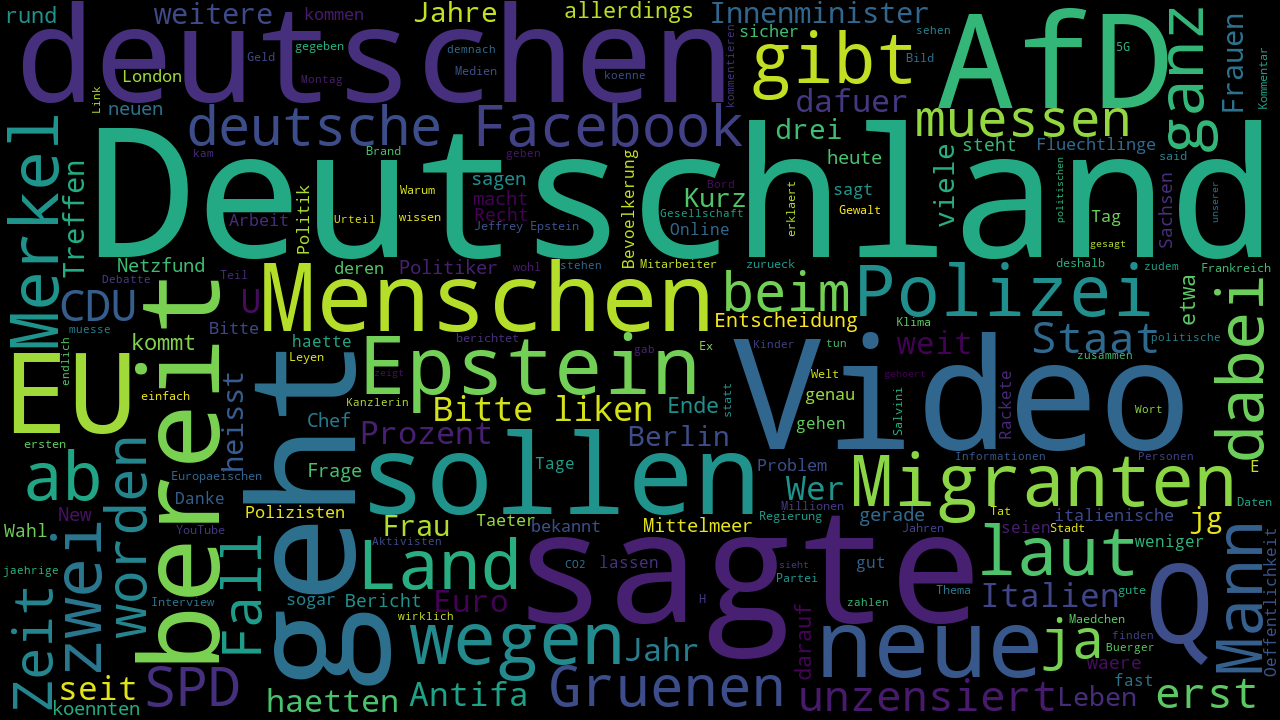 deutschen
AfD
Deutschland
weitere
rund
kommen
Jahre
allerdings
Innenminister
sicher
sehen
gegeben
Geld
demnach
Medien
koenne
Montag
kommentieren
gibt
Bild
5G
ganz
Frauen
Kommentar
London
Link
neuen
dafuer
muessen
deutsche
Facebook
drei
steht
Fluechtlinge
said
Merkel
Treffen
kam
Brand
geben
heute
viele
politischen
Sachsen
unserer
sagen
macht
Recht
Warum
wissen
Urteil
Politik
Arbeit
Jeffrey Epstein
Bevoelkerung
Bord
Kurz
Gesellschaft
Online
erklaert
sagt
Gewalt
Tag
gesagt
Netzfund
deren
Politiker
wohl
stehen
Mitarbeiter
zurueck
deshalb
zudem
Frankreich
Debatte
Teil
CDU
U
Menschen
beim
Polizei
etwa
dabei
muesse
bereit
Bitte
berichtet
Entscheidung
Klima
Staat
politische
kommt
haette
gab
Ex
Kinder
tun
weit
zusammen
endlich
EU
geht
Leyen
zeigt
Epstein
Video
Welt
gehoert
einfach
heisst
Kanzlerin
Bitte liken
Ende
statt
genau
Salvini
Rackete
Wort
Chef
gehen
ersten
Prozent
Berlin
ab
worden
Frage
sollen
Tage
Problem
Informationen
Personen
Europaeischen
Wer
Migranten
E
Danke
Millionen
Daten
New
Polizisten
Wahl
YouTube
Frau
Taeter
bekannt
Mittelmeer
Regierung
gerade
Jahren
Tat
seien
Stadt
italienische
jg
zwei
Fall
Aktivisten
Land
sagte
laut
weniger
Mann
Oeffentlichkeit
jaehrige
CO2
lassen
sieht
Partei
gut
Thema
gute
Zeit
Interview
sogar
Bericht
Euro
H
zahlen
Italien
Q
wirklich
wegen
Jahr
darauf
neue
ja
Maedchen
finden
Buerger
waere
fast
seit
SPD
koennten
haetten
Antifa
Gruenen
unzensiert
Leben
erst